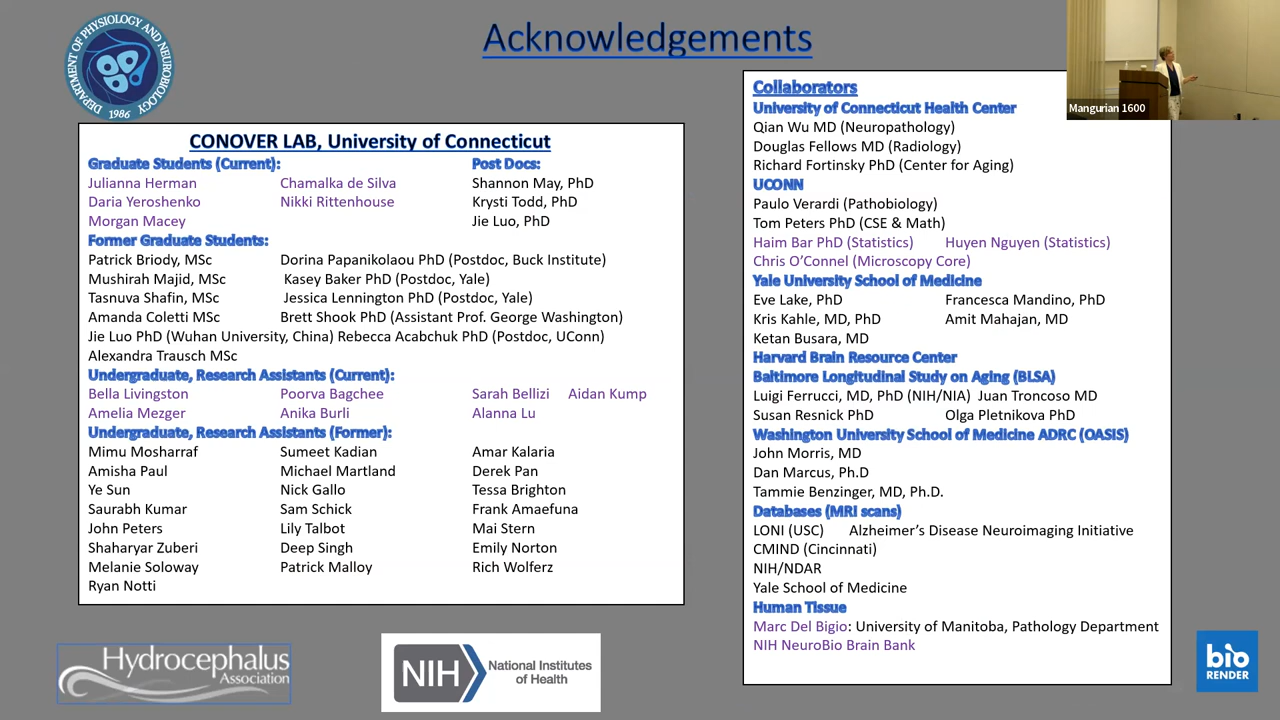 Acknowledgements
DEPARTMENT OF PHYSIOLOGY AND NEUROBIOLOGY
1986
Mangurian 1600
CONOVER LAB, University of Connecticut
Graduate Students (Current): Post Docs:
Julianna Herman Chamalka de Silva Shannon May, PhD
Daria Yeroshenko Nikki Rittenhouse Krysti Todd, PhD
Morgan Macey Jie Luo, PhD
Former Graduate Students:
Patrick Briody, MSc Dorina Papanikolaou PhD (Postdoc, Buck Institute)
Mushirah Majid, MSc Kasey Baker PhD (Postdoc, Yale)
Tasnuva Shafin, MSc Jessica Lennington PhD (Postdoc, Yale)
Amanda Coletti MSc Brett Shook PhD (Assistant Prof. George Washington)
Jie Luo PhD (Wuhan University, China) Rebecca Acabchuk PhD (Postdoc, UConn)
Alexandra Trausch MSc
Undergraduate, Research Assistants (Current):
Bella Livingston Poorva Bagchee Sarah Bellizi Aidan Kump
Amelia Mezger Anika Burli Alanna Lu
Undergraduate, Research Assistants (Former):
Mimu Mosharraf Sumeet Kadian Amar Kalaria
Amisha Paul Michael Martland Derek Pan
Ye Sun Nick Gallo Tessa Brighton
Saurabh Kumar Sam Schick Frank Amaefuna
John Peters Lily Talbot Mai Stern
Shaharyar Zuberi Deep Singh Emily Norton
Melanie Soloway Patrick Malloy Rich Wolferz
Ryan Notti
Collaborators
University of Connecticut Health Center
Qian Wu MD (Neuropathology)
Douglas Fellows MD (Radiology)
Richard Fortinsky PhD (Center for Aging)
UCONN
Paulo Verardi (Pathobiology)
Tom Peters PhD (CSE & Math)
Haim Bar PhD (Statistics) Huyen Nguyen (Statistics)
Chris O’Connel (Microscopy Core)
Yale University School of Medicine
Eve Lake, PhD Francesca Mandino, PhD
Kris Kahle, MD, PhD Amit Mahajan, MD
Ketan Busara, MD
Harvard Brain Resource Center
Baltimore Longitudinal Study on Aging (BLSA)
Luigi Ferrucci, MD, PhD (NIH/NIA) Juan Troncoso MD
Susan Resnick PhD Olga Pletnikova PhD
Washington University School of Medicine ADRC (OASIS)
John Morris, MD
Dan Marcus, Ph.D
Tammie Benzinger, MD, Ph.D.
Databases (MRI scans)
LONI (USC) Alzheimer’s Disease Neuroimaging Initiative
CMIND (Cincinnati)
NIH/NDAR
Yale School of Medicine
Human Tissue
Marc Del Bigio: University of Manitoba, Pathology Department
NIH NeuroBio Brain Bank
Hydrocephalus
Association
NIH National Institutes
of Health
bio
RENDER